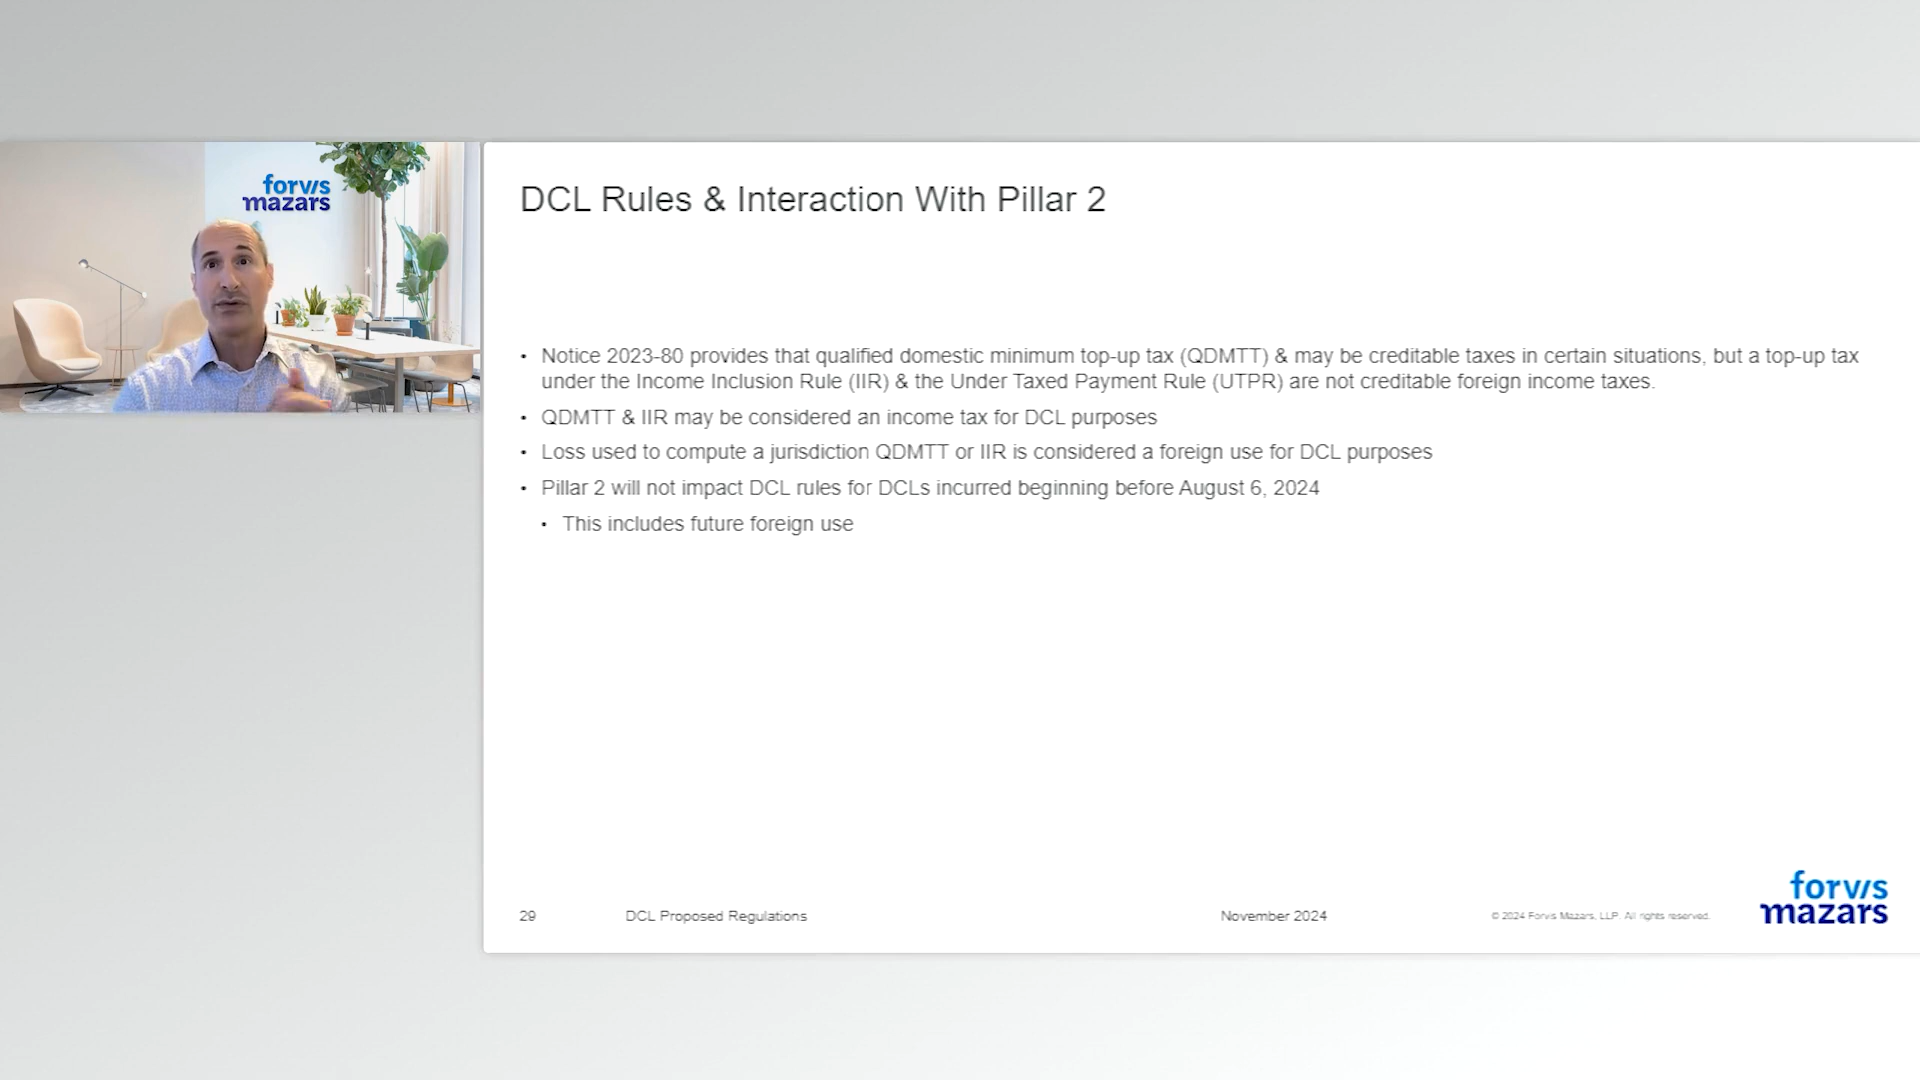 forvis
mazars
DCL Rules & Interaction With Pillar 2
• Notice 2023-80 provides that qualified domestic minimum top-up tax (QDMTT) & may be creditable taxes in certain situations, but a top-up tax
under the Income Inclusion Rule (IIR) & the Under Taxed Payment Rule (UTPR) are not creditable foreign income taxes.
• QDMTT & IIR may be considered an income tax for DCL purposes
• Loss used to compute a jurisdiction QDMTT or IIR is considered a foreign use for DCL purposes
• Pillar 2 will not impact DCL rules for DCLs incurred beginning before August 6, 2024
• This includes future foreign use
29 DCL Proposed Regulations November 2024 © 2024 Forvis Mazars, LLP. All rights reserved.
forvis
mazars